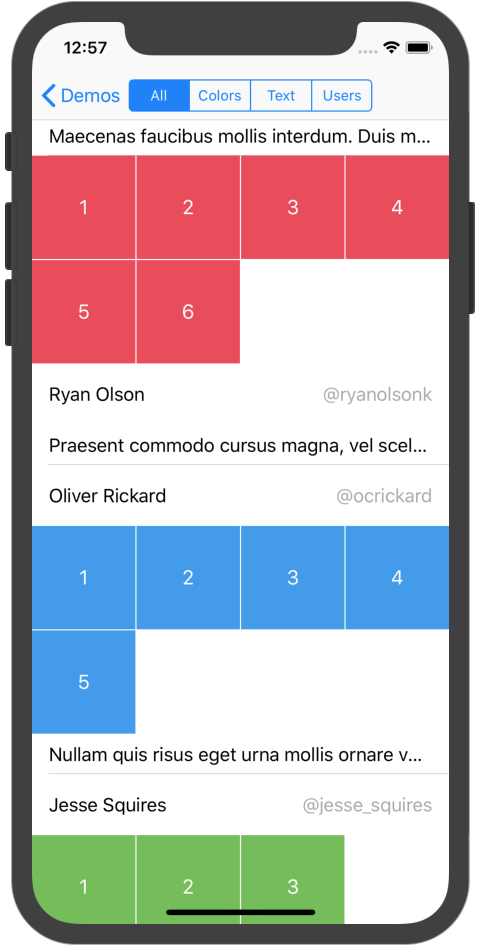 12:57
Demos All Colors Text Users
Maecenas faucibus mollis interdum. Duis m...
1 2 3 4
5 6
Ryan Olson @ryanolsonk
Praesent commodo cursus magna, vel scel...
Oliver Rickard @ocrickard
1 2 3 4
5
Nullam quis risus eget urna mollis ornare v...
Jesse Squires @jesse_squires
1 2 3